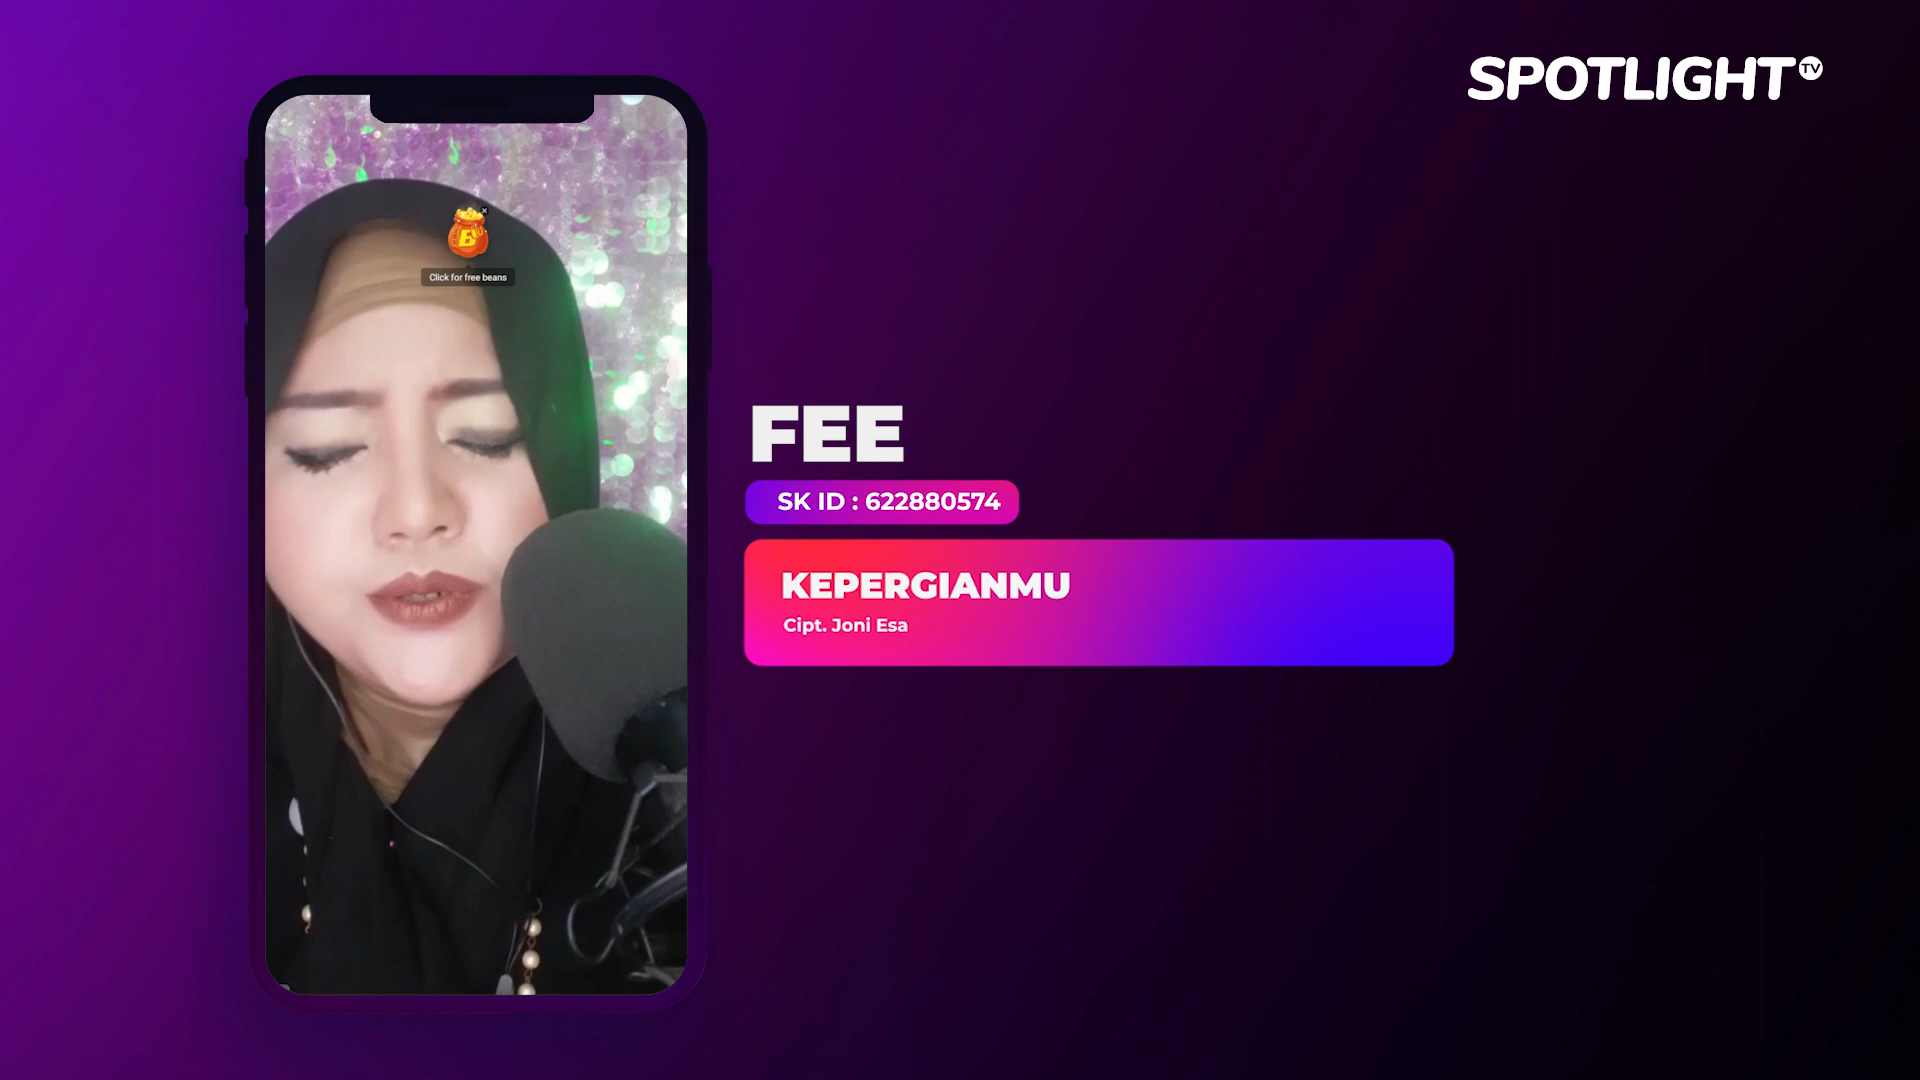 SPOTLIGHT TV
Click for free beans
FEE
SK ID : 622880574
KEPERGIANMU
Cipt. Joni Esa